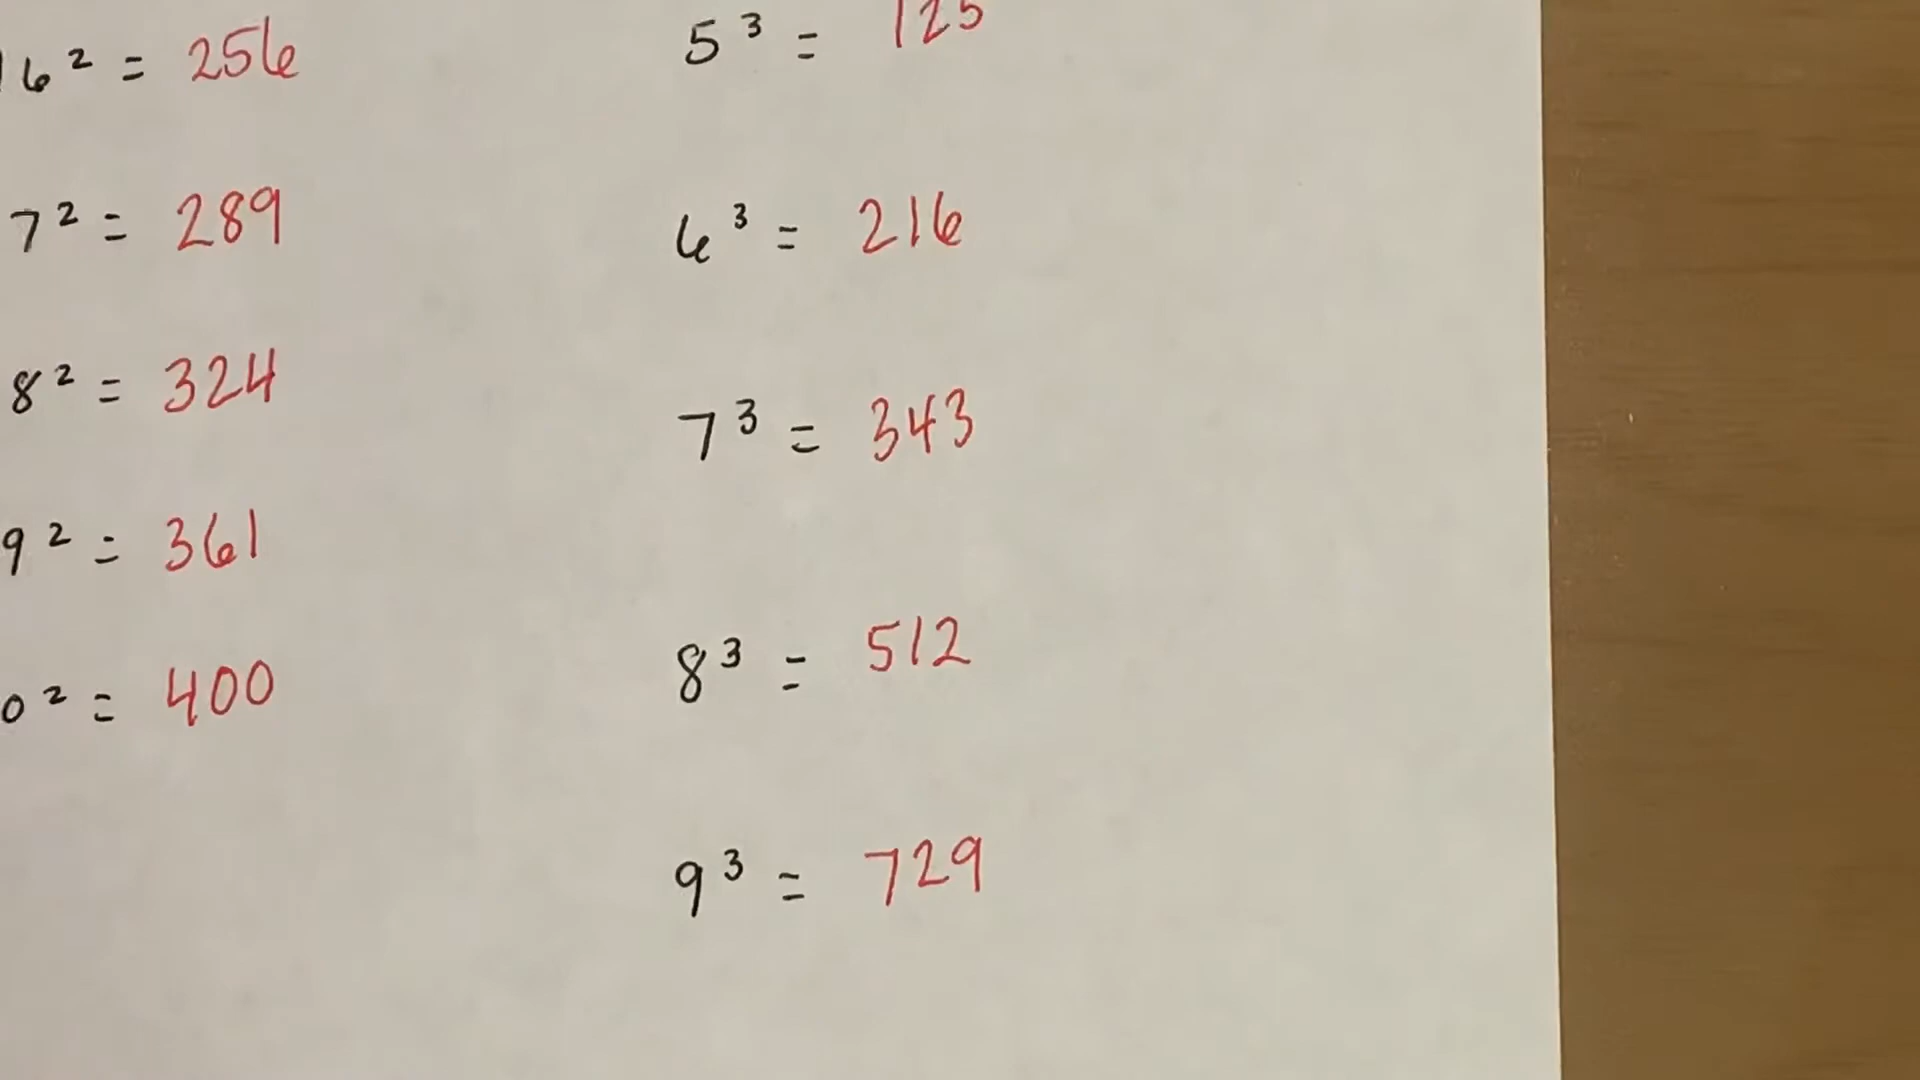 16² = 256
7² = 289
8² = 324
9² = 361
0² = 400
5³ = 125
6³ = 216
7³ = 343
8³ = 512
9³ = 729